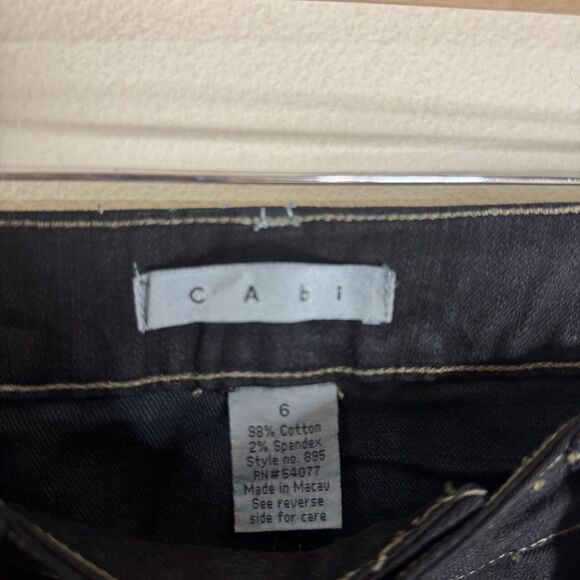 CAbi
6
98% Cotton
2% Spandex
Style no. 895
RN#54077
Made in Macau
See reverse
side for care